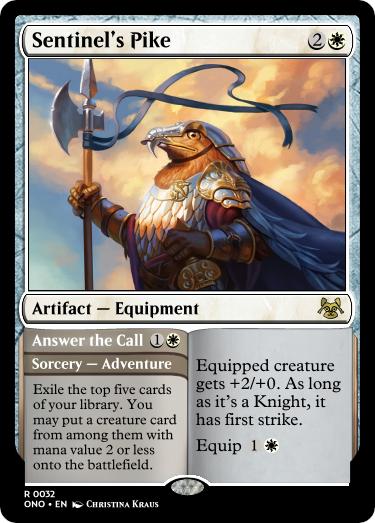 Sentinel's Pike 2
Artifact — Equipment
Answer the Call 1
Sorcery — Adventure
Exile the top five cards
of your library. You
may put a creature card
from among them with
mana value 2 or less
onto the battlefield.
Equipped creature
gets +2/+0. As long
as it's a Knight, it
has first strike.
Equip 1
R 0032
ONO • EN Christina Kraus